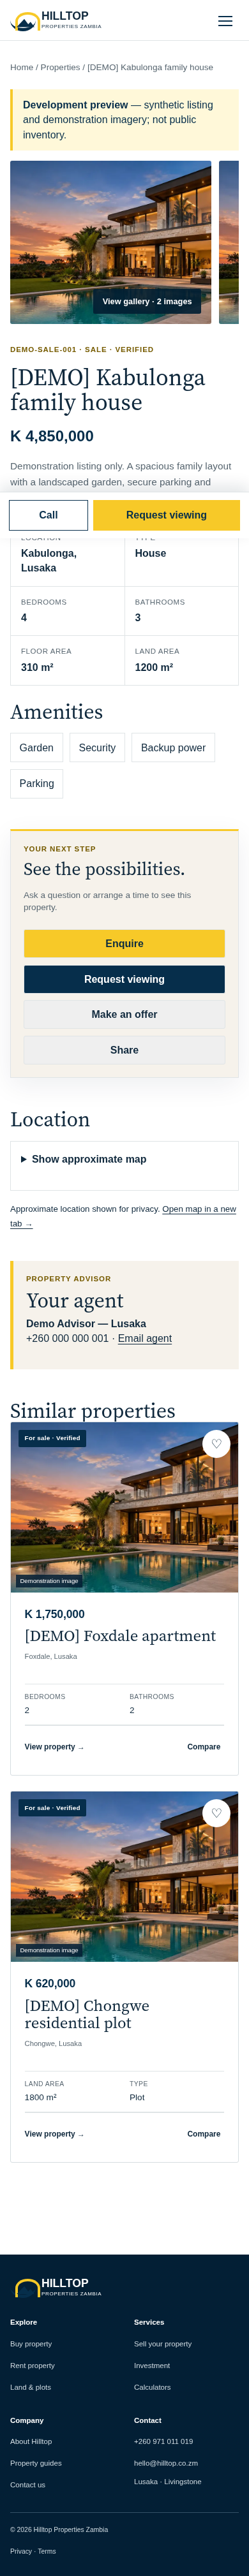 HILLTOP
PROPERTIES ZAMBIA
Home / Properties / [DEMO] Kabulonga family house
Development preview — synthetic listing
and demonstration imagery; not public
inventory.
View gallery · 2 images
DEMO-SALE-001 · SALE · VERIFIED
[DEMO] Kabulonga
family house
K 4,850,000
Demonstration listing only. A spacious family layout
with a landscaped garden, secure parking and
Call
Request viewing
LOCATION
TYPE
Kabulonga,
Lusaka
House
BEDROOMS
BATHROOMS
4
3
FLOOR AREA
LAND AREA
310 m²
1200 m²
Amenities
Garden
Security
Backup power
Parking
YOUR NEXT STEP
See the possibilities.
Ask a question or arrange a time to see this
property.
Enquire
Request viewing
Make an offer
Share
Location
Show approximate map
Approximate location shown for privacy. Open map in a new
tab →
PROPERTY ADVISOR
Your agent
Demo Advisor — Lusaka
+260 000 000 001 · Email agent
Similar properties
For sale · Verified
Demonstration image
K 1,750,000
[DEMO] Foxdale apartment
Foxdale, Lusaka
BEDROOMS
BATHROOMS
2
2
View property →
Compare
For sale · Verified
Demonstration image
K 620,000
[DEMO] Chongwe
residential plot
Chongwe, Lusaka
LAND AREA
TYPE
1800 m²
Plot
View property →
Compare
HILLTOP
PROPERTIES ZAMBIA
Explore
Services
Buy property
Sell your property
Rent property
Investment
Land & plots
Calculators
Company
Contact
About Hilltop
+260 971 011 019
Property guides
hello@hilltop.co.zm
Contact us
Lusaka · Livingstone
© 2026 Hilltop Properties Zambia
Privacy · Terms